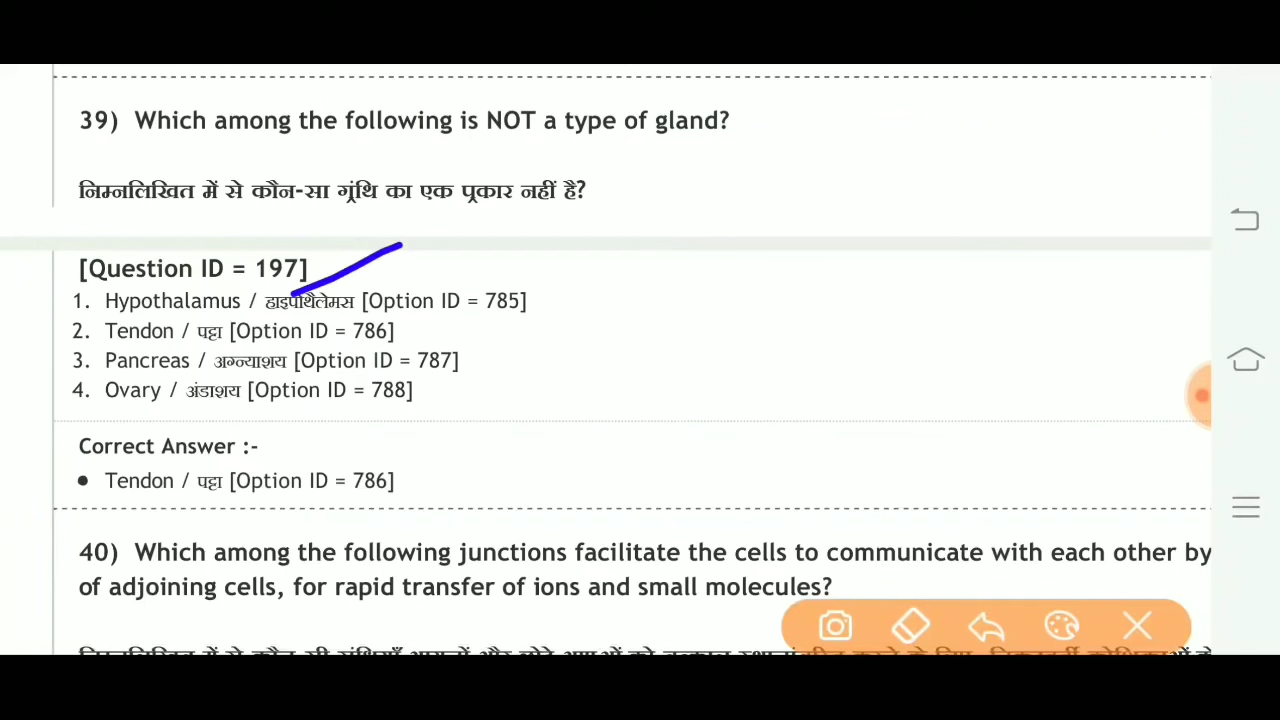 39) Which among the following is NOT a type of gland?
निम्नलिखित में से कौन-सा ग्रंथि का एक प्रकार नहीं है?
[Question ID = 197]
1. Hypothalamus / हाइपोथैलेमस [Option ID = 785]
2. Tendon / पट्टा [Option ID = 786]
3. Pancreas / अग्न्याशय [Option ID = 787]
4. Ovary / अंडाशय [Option ID = 788]
Correct Answer :-
• Tendon / पट्टा [Option ID = 786]
40) Which among the following junctions facilitate the cells to communicate with each other by
of adjoining cells, for rapid transfer of ions and small molecules?
निम्नलिखित में से कौन सी